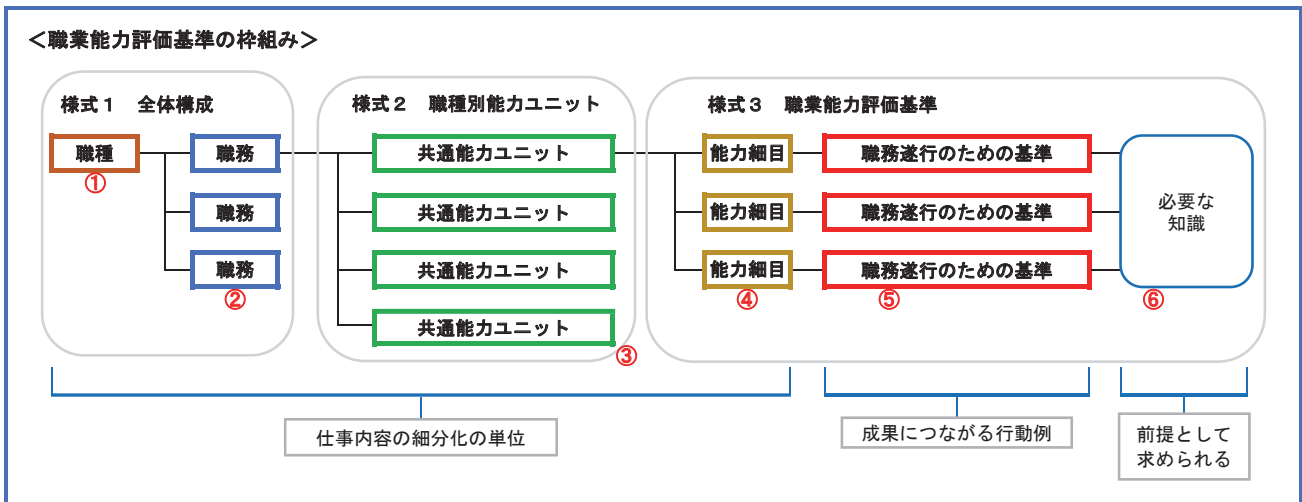 ＜職業能力評価基準の枠組み＞
様式１　全体構成
職種
①
職務
職務
職務
②
様式２　職種別能力ユニット
共通能力ユニット
共通能力ユニット
共通能力ユニット
共通能力ユニット
③
様式３　職業能力評価基準
能力細目
職務遂行のための基準
能力細目
職務遂行のための基準
能力細目
職務遂行のための基準
④
⑤
必要な
知識
⑥
仕事内容の細分化の単位
成果につながる行動例
前提として
求められる